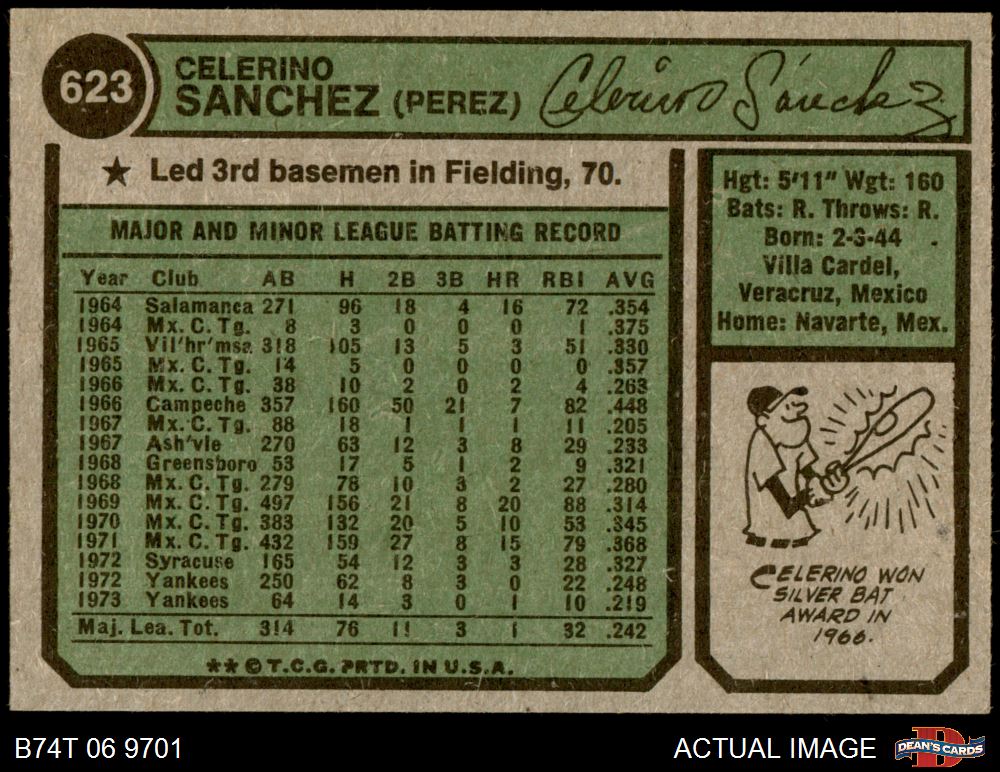 623
CELERINO
SANCHEZ (PEREZ)
Celerino Sánchez
★ Led 3rd basemen in Fielding, 70.
MAJOR AND MINOR LEAGUE BATTING RECORD
Year Club AB H 2B 3B HR RBI AVG
1964 Salamanca 271 96 18 4 16 72 .354
1964 Mx. C. Tg. 8 3 0 0 0 1 .375
1965 Vil'hr'msa 318 105 13 5 3 51 .330
1965 Mx. C. Tg. 14 5 0 0 0 0 .357
1966 Mx. C. Tg. 38 10 2 0 2 4 .263
1966 Campeche 357 160 50 21 7 82 .448
1967 Mx. C. Tg. 88 18 1 1 1 11 .205
1967 Ash'vle 270 63 12 3 8 29 .233
1968 Greensboro 53 17 5 1 2 9 .321
1968 Mx. C. Tg. 279 78 10 3 2 27 .280
1969 Mx. C. Tg. 497 156 21 8 20 88 .314
1970 Mx. C. Tg. 383 132 20 5 10 53 .345
1971 Mx. C. Tg. 432 159 27 8 15 79 .368
1972 Syracuse 165 54 12 3 3 28 .327
1972 Yankees 250 62 8 3 0 22 .248
1973 Yankees 64 14 3 0 1 10 .219
Maj. Lea. Tot. 314 76 11 3 1 32 .242
★★ © T.C.G. PRTD. IN U.S.A.
Hgt: 5'11" Wgt: 160
Bats: R. Throws: R.
Born: 2-3-44
Villa Cardel,
Veracruz, Mexico
Home: Navarte, Mex.
CELERINO WON
SILVER BAT
AWARD IN
1966.
B74T 06 9701
ACTUAL IMAGE
D
DEAN'S CARDS